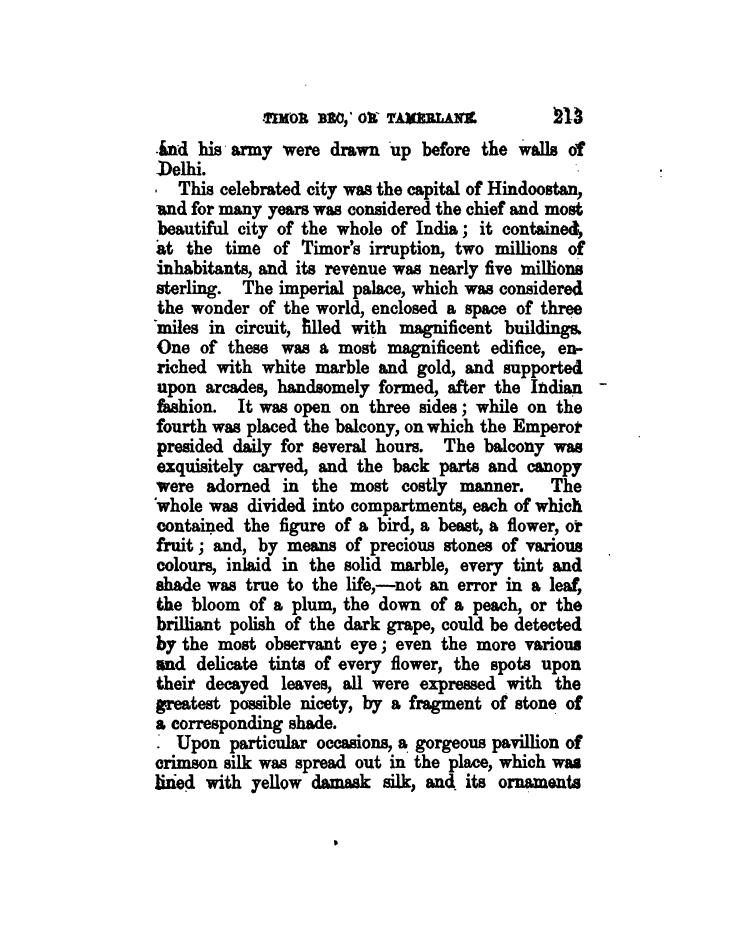 TIMOR BEC, OR TAMERLANE. 213
and his army were drawn up before the walls of
Delhi.
This celebrated city was the capital of Hindoostan,
and for many years was considered the chief and most
beautiful city of the whole of India; it contained,
at the time of Timor's irruption, two millions of
inhabitants, and its revenue was nearly five millions
sterling. The imperial palace, which was considered
the wonder of the world, enclosed a space of three
miles in circuit, filled with magnificent buildings.
One of these was a most magnificent edifice, en-
riched with white marble and gold, and supported
upon arcades, handsomely formed, after the Indian
fashion. It was open on three sides; while on the
fourth was placed the balcony, on which the Emperor
presided daily for several hours. The balcony was
exquisitely carved, and the back parts and canopy
were adorned in the most costly manner. The
whole was divided into compartments, each of which
contained the figure of a bird, a beast, a flower, or
fruit; and, by means of precious stones of various
colours, inlaid in the solid marble, every tint and
shade was true to the life,—not an error in a leaf,
the bloom of a plum, the down of a peach, or the
brilliant polish of the dark grape, could be detected
by the most observant eye; even the more various
and delicate tints of every flower, the spots upon
their decayed leaves, all were expressed with the
greatest possible nicety, by a fragment of stone of
a corresponding shade.
Upon particular occasions, a gorgeous pavillion of
crimson silk was spread out in the place, which was
lined with yellow damask silk, and its ornaments